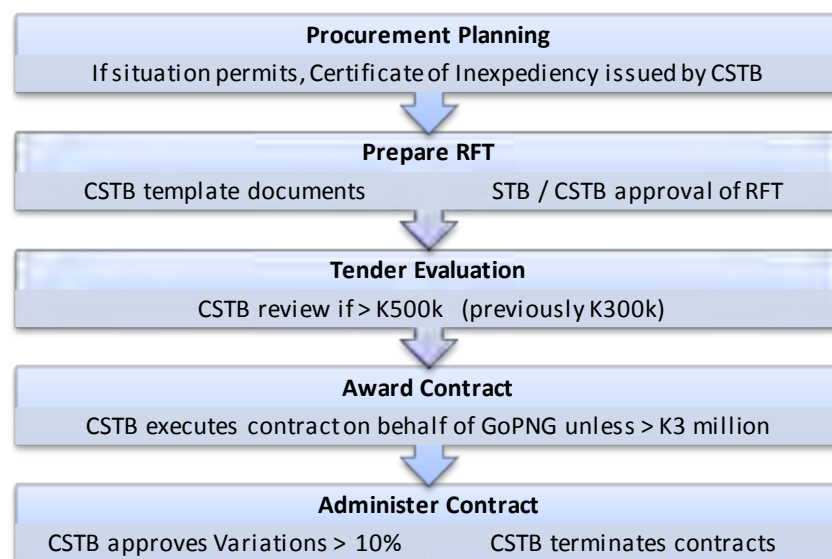 Procurement Planning
If situation permits, Certificate of Inexpediency issued by CSTB
Prepare RFT
CSTB template documents STB / CSTB approval of RFT
Tender Evaluation
CSTB review if > K500k (previously K300k)
Award Contract
CSTB executes contract on behalf of GoPNG unless > K3 million
Administer Contract
CSTB approves Variations > 10% CSTB terminates contracts